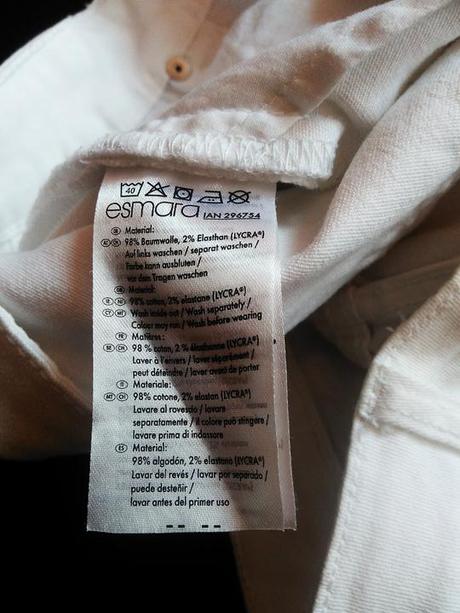 40
esmara IAN 296754
Material:
98% Baumwolle, 2% Elasthan (LYCRA®)
Auf links waschen / separat waschen /
Farbe kann ausbluten /
vor dem Tragen waschen
Material:
98% cotton, 2% elastane (LYCRA®)
Wash inside out / Wash separately /
Colour may run / Wash before wearing
Matières:
98 % coton, 2 % élasthanne (LYCRA®)
Laver à l'envers / laver séparément /
peut déteindre / laver avant de porter
IT Materiale:
98% cotone, 2% elastan (LYCRA®)
Lavare al rovescio / lavare
separatamente / il colore può stingere /
lavare prima di indossare
ES Material:
98% algodón, 2% elastano (LYCRA®)
Lavar del revés / lavar por separado /
puede desteñir /
lavar antes del primer uso